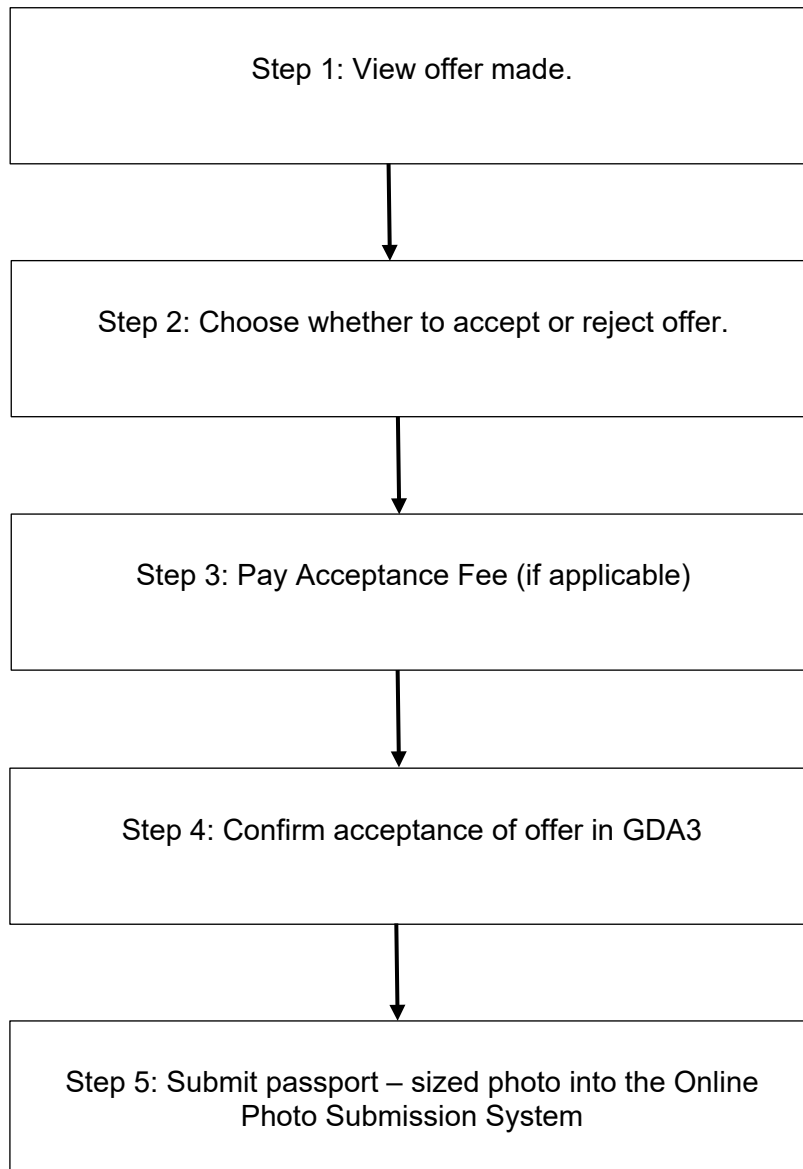 Step 1: View offer made.
Step 2: Choose whether to accept or reject offer.
Step 3: Pay Acceptance Fee (if applicable)
Step 4: Confirm acceptance of offer in GDA3
Step 5: Submit passport – sized photo into the Online
Photo Submission System